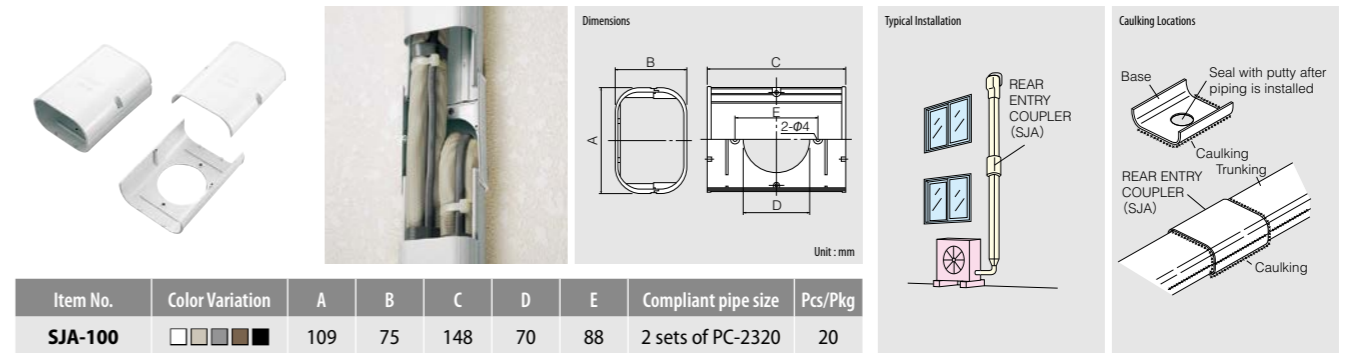 Dimensions
B
C
A
E
2-Φ4
D
Unit : mm
Typical Installation
REAR
ENTRY
COUPLER
(SJA)
Caulking Locations
Base
Seal with putty after
piping is installed
Caulking
Trunking
REAR ENTRY
COUPLER
(SJA)
Caulking
Item No. Color Variation A B C D E Compliant pipe size Pcs/Pkg
SJA-100 109 75 148 70 88 2 sets of PC-2320 20